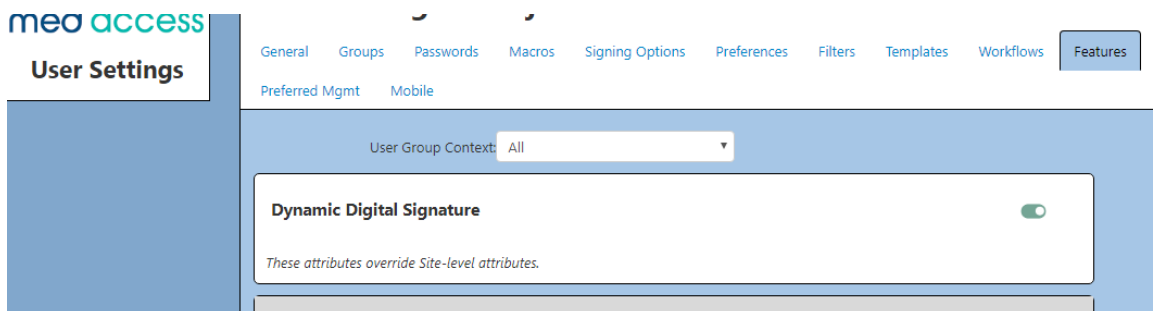 med access
User Settings
General Groups Passwords Macros Signing Options Preferences Filters Templates Workflows Features
Preferred Mgmt Mobile
User Group Context: All
Dynamic Digital Signature
These attributes override Site-level attributes.